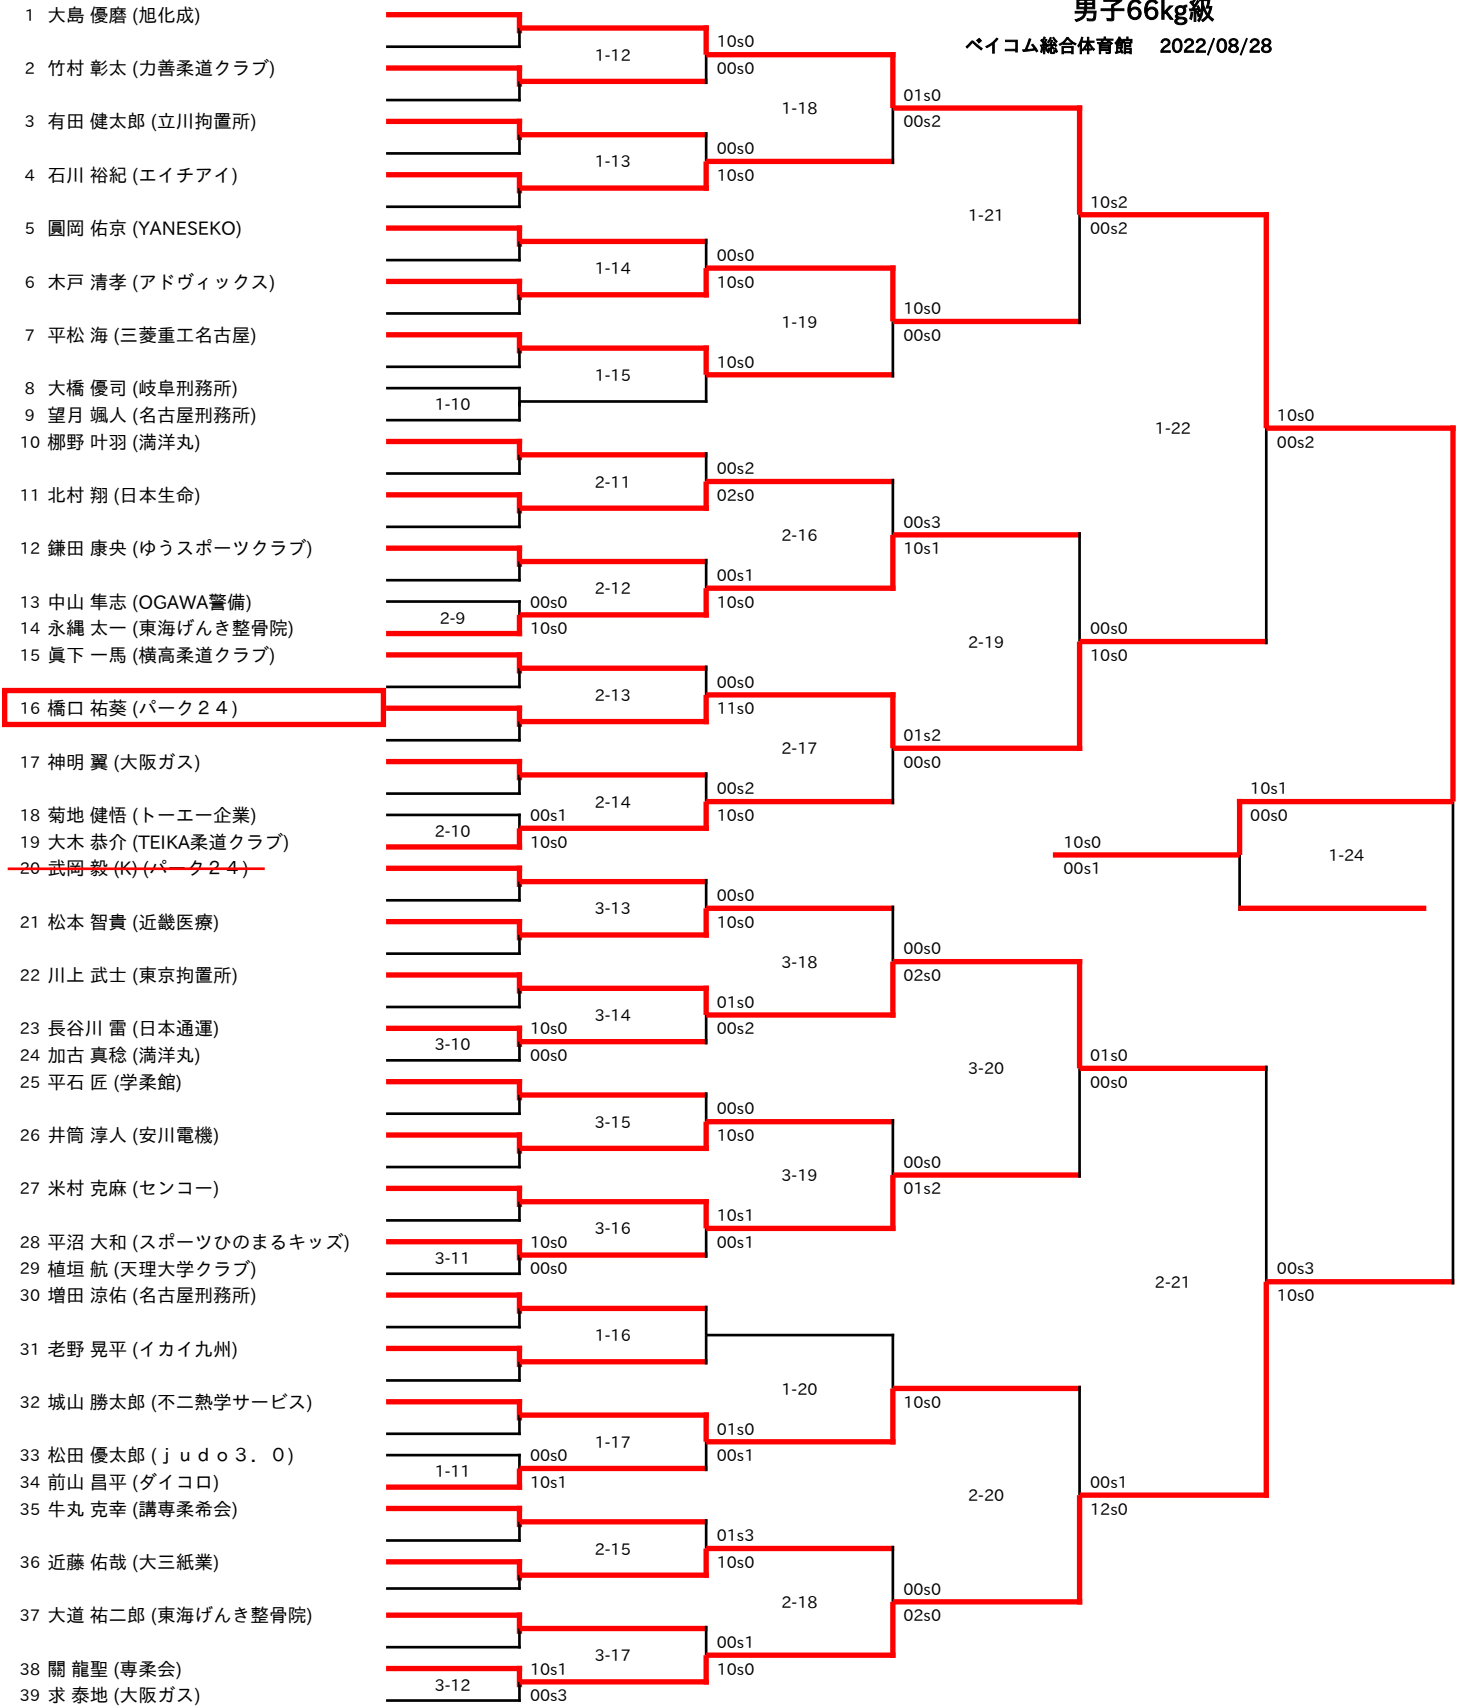 男子66kg級
ベイコム総合体育館 2022/08/28
1 大島 優磨 (旭化成)
2 竹村 彰太 (力善柔道クラブ)
3 有田 健太郎 (立川拘置所)
4 石川 裕紀 (エイチアイ)
5 圓岡 佑京 (YANESEKO)
6 木戸 清孝 (アドヴィックス)
7 平松 海 (三菱重工名古屋)
8 大橋 優司 (岐阜刑務所)
9 望月 颯人 (名古屋刑務所)
10 梛野 叶羽 (満洋丸)
11 北村 翔 (日本生命)
12 鎌田 康央 (ゆうスポーツクラブ)
13 中山 隼志 (OGAWA警備)
14 永縄 太一 (東海げんき整骨院)
15 眞下 一馬 (横高柔道クラブ)
16 橋口 祐葵 (パーク２４)
17 神明 翼 (大阪ガス)
18 菊地 健悟 (トーエー企業)
19 大木 恭介 (TEIKA柔道クラブ)
20 武岡 毅 (K) (パーク２４)
21 松本 智貴 (近畿医療)
22 川上 武士 (東京拘置所)
23 長谷川 雷 (日本通運)
24 加古 真稔 (満洋丸)
25 平石 匠 (学柔館)
26 井筒 淳人 (安川電機)
27 米村 克麻 (センコー)
28 平沼 大和 (スポーツひのまるキッズ)
29 植垣 航 (天理大学クラブ)
30 増田 涼佑 (名古屋刑務所)
31 老野 晃平 (イカイ九州)
32 城山 勝太郎 (不二熱学サービス)
33 松田 優太郎 (ｊｕｄｏ３．０)
34 前山 昌平 (ダイコロ)
35 牛丸 克幸 (講専柔希会)
36 近藤 佑哉 (大三紙業)
37 大道 祐二郎 (東海げんき整骨院)
38 關 龍聖 (専柔会)
39 求 泰地 (大阪ガス)
1-10
2-9
00s0
10s0
2-10
00s1
10s0
3-10
10s0
00s0
3-11
10s0
00s0
1-11
00s0
10s1
3-12
10s1
00s3
1-12
10s0
00s0
1-13
00s0
10s0
1-14
00s0
10s0
1-15
10s0
2-11
00s2
02s0
2-12
00s1
10s0
2-13
00s0
11s0
2-14
00s2
10s0
3-13
00s0
10s0
3-14
01s0
00s2
3-15
00s0
10s0
3-16
10s1
00s1
1-16
1-17
01s0
00s1
2-15
01s3
10s0
3-17
00s1
10s0
1-18
01s0
00s2
1-19
10s0
00s0
2-16
00s3
10s1
2-17
01s2
00s0
3-18
00s0
02s0
3-19
00s0
01s2
1-20
10s0
2-18
00s0
02s0
1-21
10s2
00s2
2-19
00s0
10s0
3-20
01s0
00s0
2-20
00s1
12s0
1-22
10s0
00s2
2-21
00s3
10s0
10s1
00s0
1-24
10s0
00s1